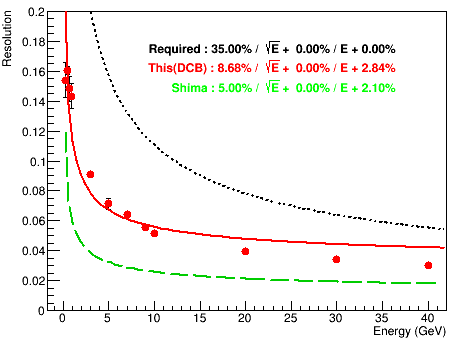 Resolution
0.2
0.18
0.16
0.14
0.12
0.1
0.08
0.06
0.04
0.02
0
Required : 35.00% / √E + 0.00% / E + 0.00%
This(DCB) : 8.68% / √E + 0.00% / E + 2.84%
Shima : 5.00% / √E + 0.00% / E + 2.10%
0 5 10 15 20 25 30 35 40
Energy (GeV)